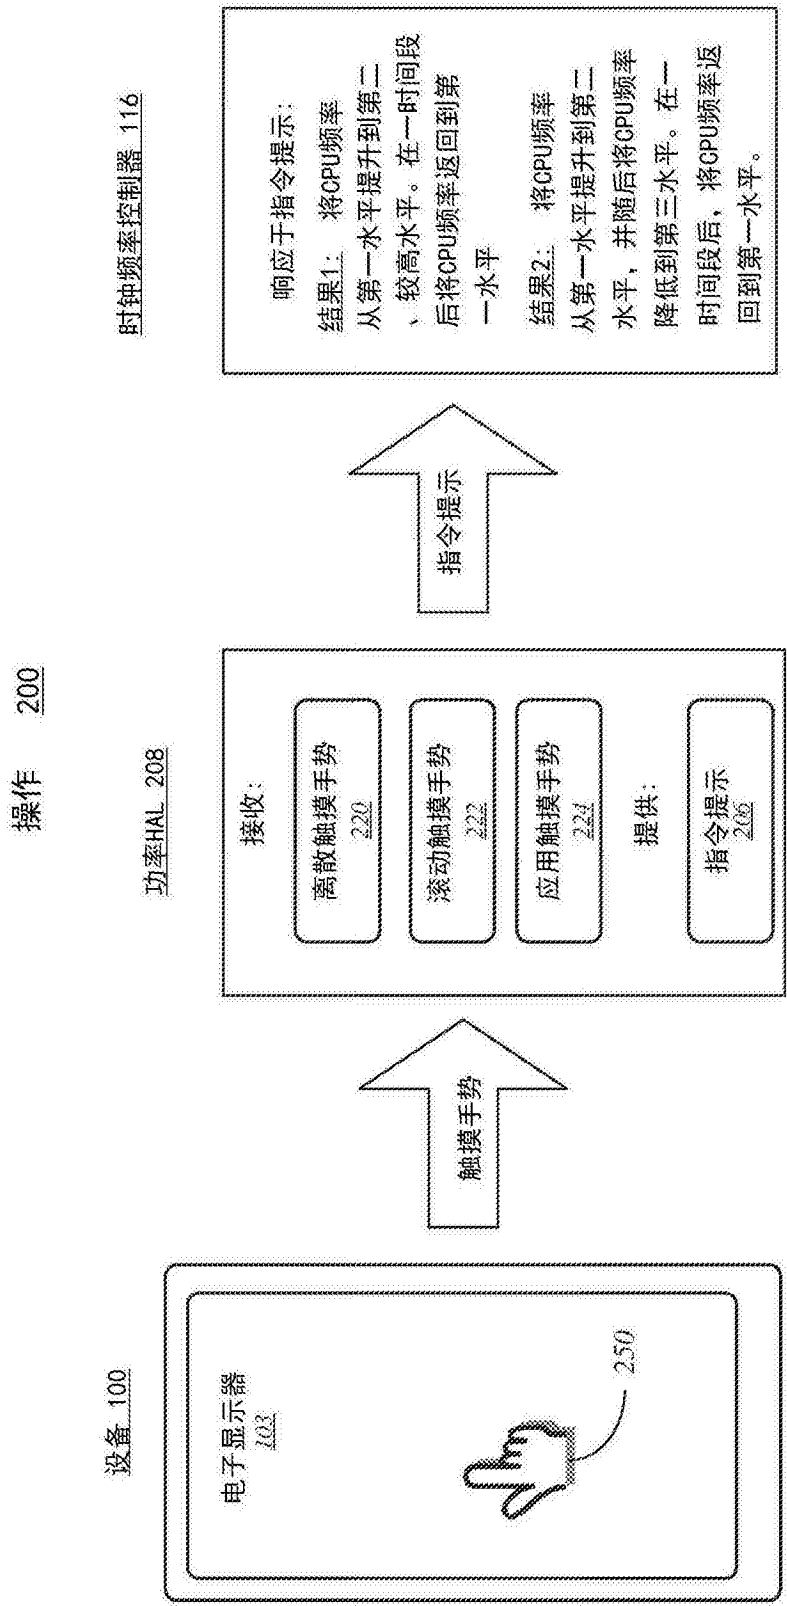 操作 200
设备 100
电子显示器
103
250
触摸手势
功率HAL 208
接收:
离散触摸手势
220
滚动触摸手势
222
应用触摸手势
224
提供:
指令提示
206
指令提示
时钟频率控制器 116
响应于指令提示:
结果1: 将CPU频率
从第一水平提升到第二
、较高水平。在一时间段
后将CPU频率返回到第
一水平
结果2: 将CPU频率
从第一水平提升到第二
水平，并随后将CPU频率
降低到第三水平。在一
时间段后，将CPU频率返
回到第一水平。